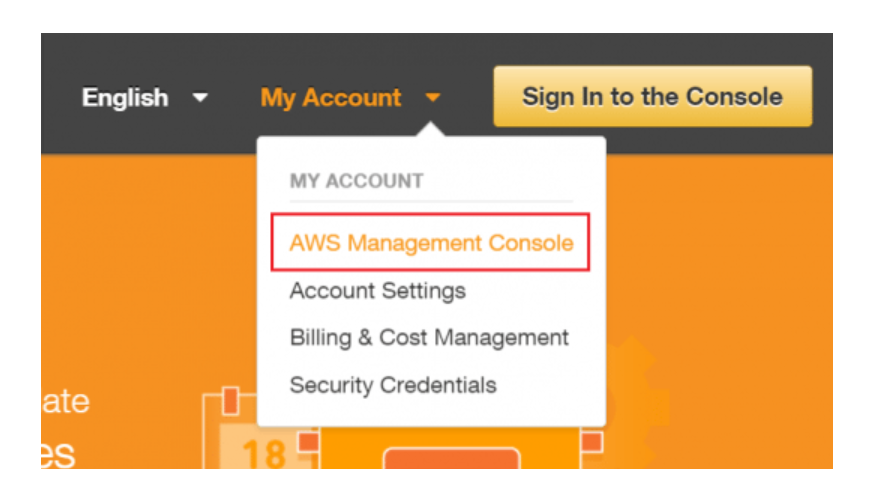 English My Account Sign In to the Console
MY ACCOUNT
AWS Management Console
Account Settings
Billing & Cost Management
Security Credentials
ate
es
18